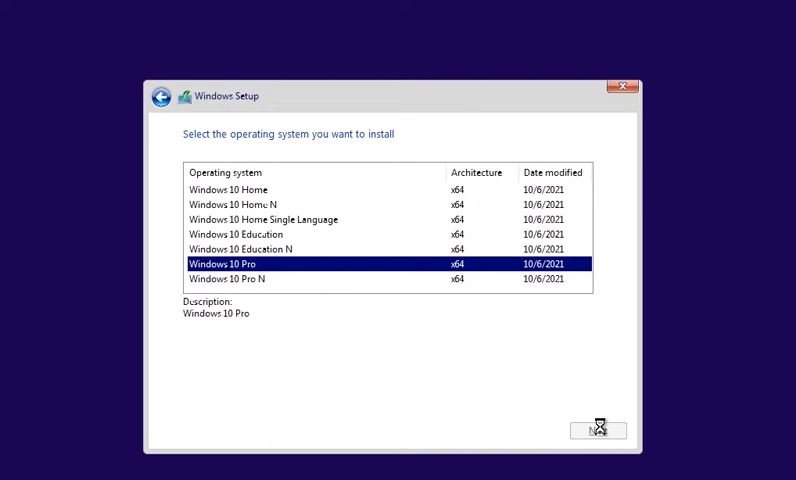 Windows Setup
Select the operating system you want to install
Operating system Architecture Date modified
Windows 10 Home x64 10/6/2021
Windows 10 Home N x64 10/6/2021
Windows 10 Home Single Language x64 10/6/2021
Windows 10 Education x64 10/6/2021
Windows 10 Education N x64 10/6/2021
Windows 10 Pro x64 10/6/2021
Windows 10 Pro N x64 10/6/2021
Description:
Windows 10 Pro